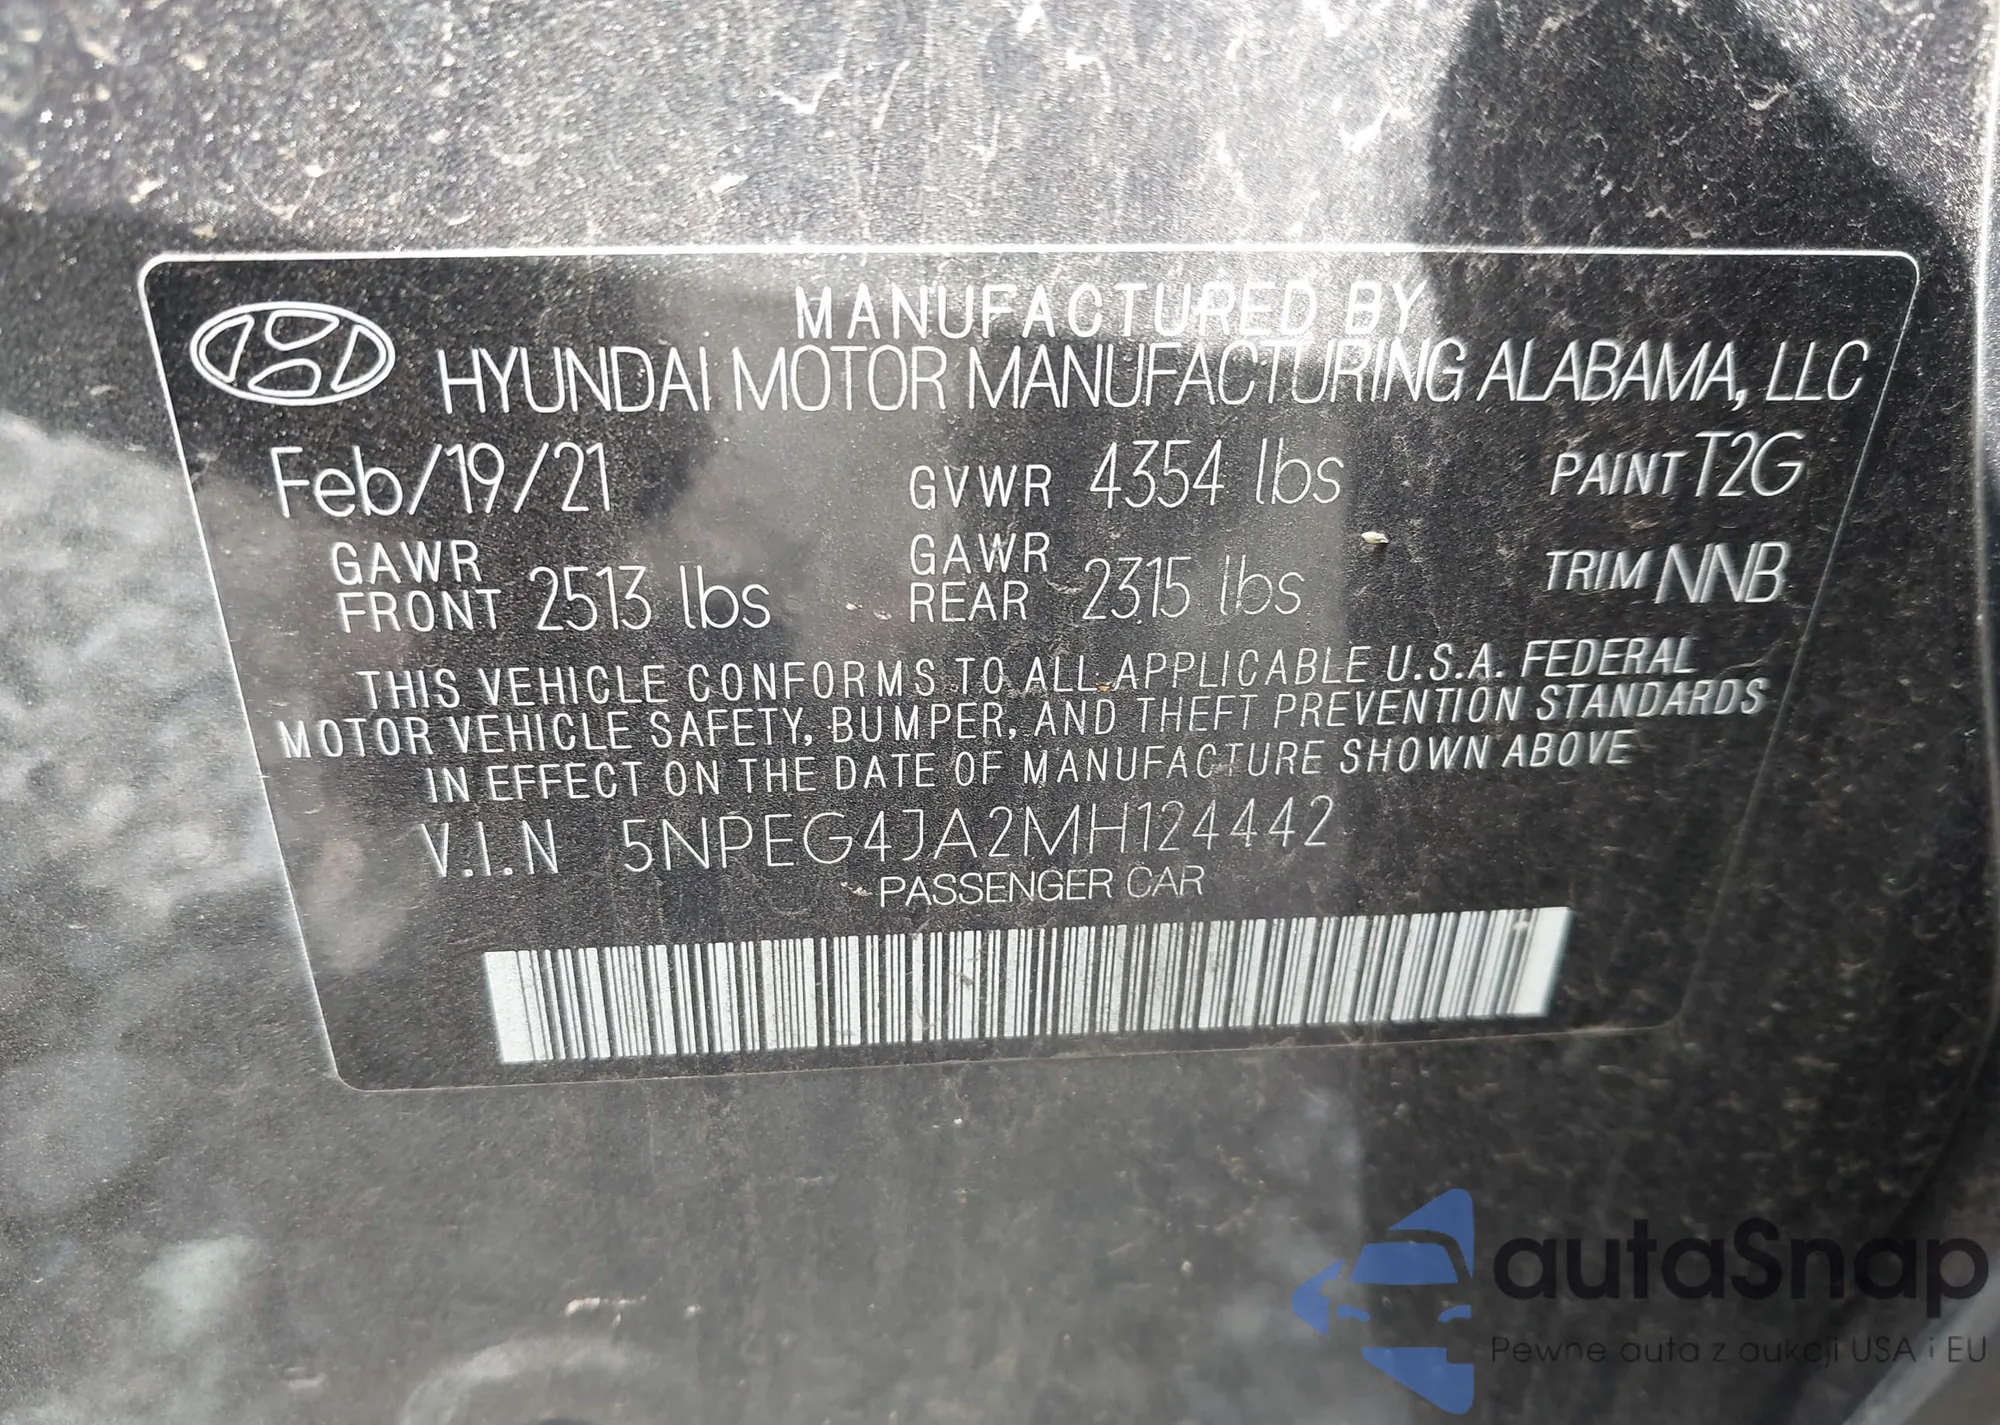 MANUFACTURED BY
HYUNDAI MOTOR MANUFACTURING ALABAMA, LLC
Feb/19/21 GVWR 4354 lbs PAINT T2G
GAWR FRONT 2513 lbs GAWR REAR 2315 lbs TRIM NNB
THIS VEHICLE CONFORMS TO ALL APPLICABLE U.S.A. FEDERAL
MOTOR VEHICLE SAFETY, BUMPER, AND THEFT PREVENTION STANDARDS
IN EFFECT ON THE DATE OF MANUFACTURE SHOWN ABOVE
V.I.N 5NPEG4JA2MH124442
PASSENGER CAR
autaSnap
Pewne auta z aukcji USA i EU